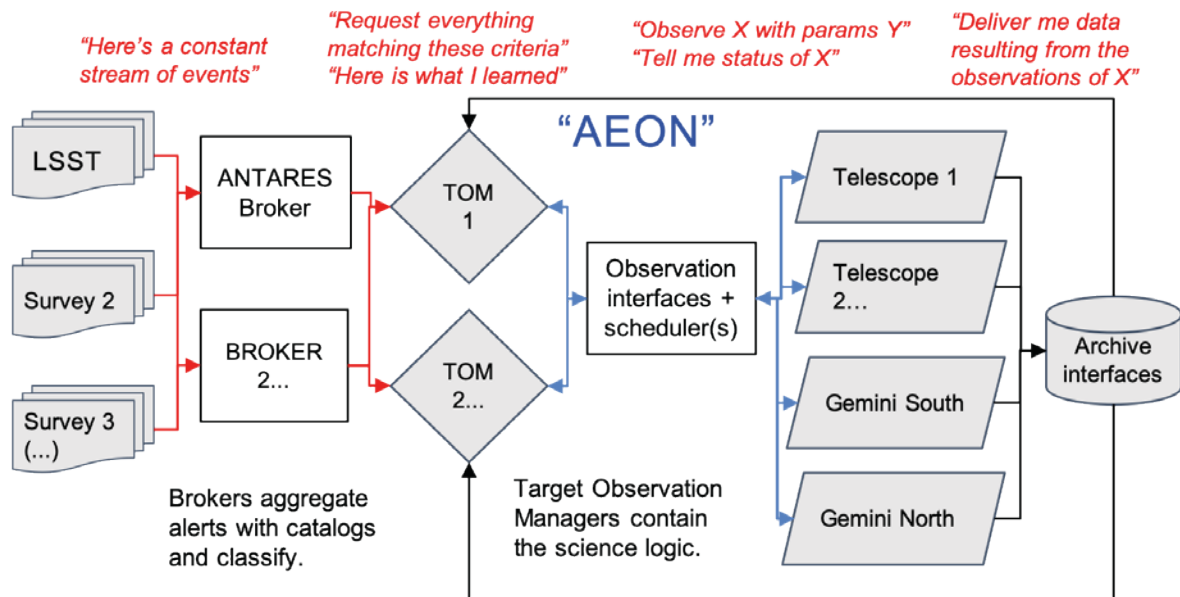 “Here’s a constant
stream of events”
“Request everything
matching these criteria”
“Here is what I learned”
“Observe X with params Y”
“Tell me status of X”
“Deliver me data
resulting from the
observations of X”
“AEON”
LSST
Survey 2
Survey 3
(...)
ANTARES
Broker
BROKER
2...
TOM
1
TOM
2...
Observation
interfaces +
scheduler(s)
Telescope 1
Telescope
2...
Gemini South
Gemini North
Archive
interfaces
Brokers aggregate
alerts with catalogs
and classify.
Target Observation
Managers contain
the science logic.